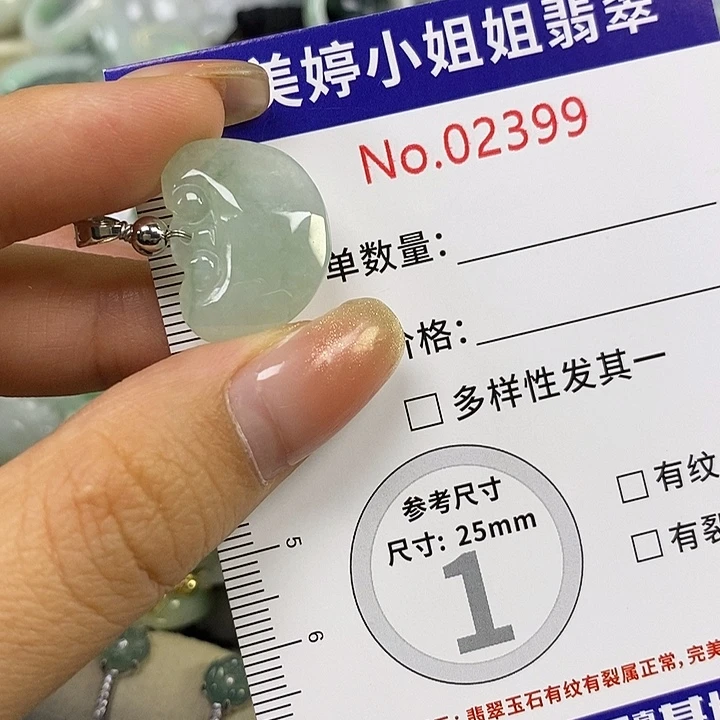 美婷小姐姐翡翠
No.02399
单数量:
价格:
多样性发其一
有纹
有裂
参考尺寸
尺寸: 25mm
1
5
6
翡翠玉石有纹有裂属正常, 完美